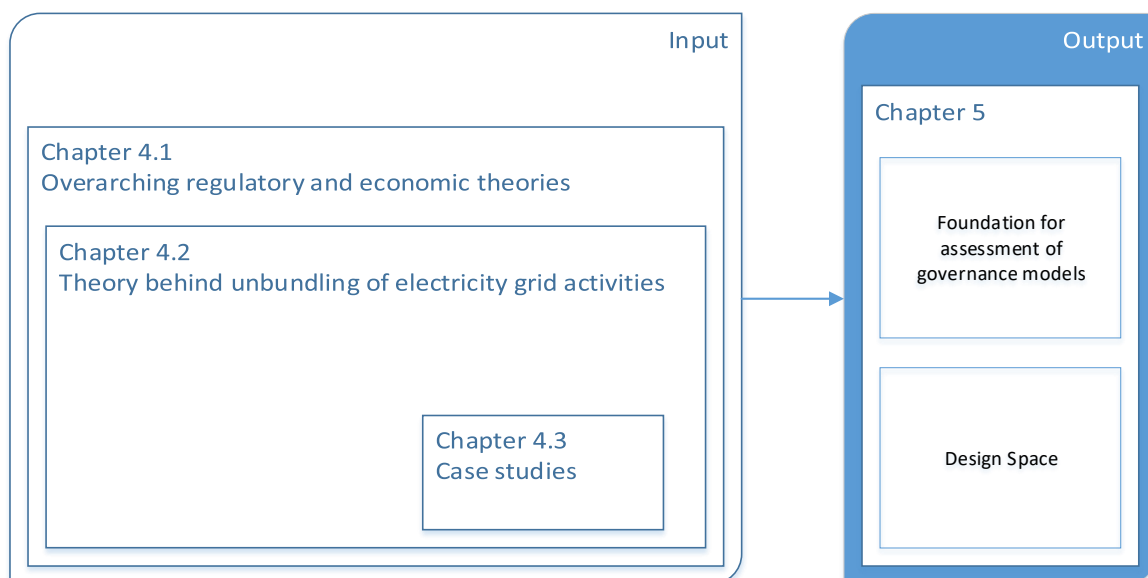 Input
Chapter 4.1
Overarching regulatory and economic theories
Chapter 4.2
Theory behind unbundling of electricity grid activities
Chapter 4.3
Case studies
Output
Chapter 5
Foundation for
assessment of
governance models
Design Space